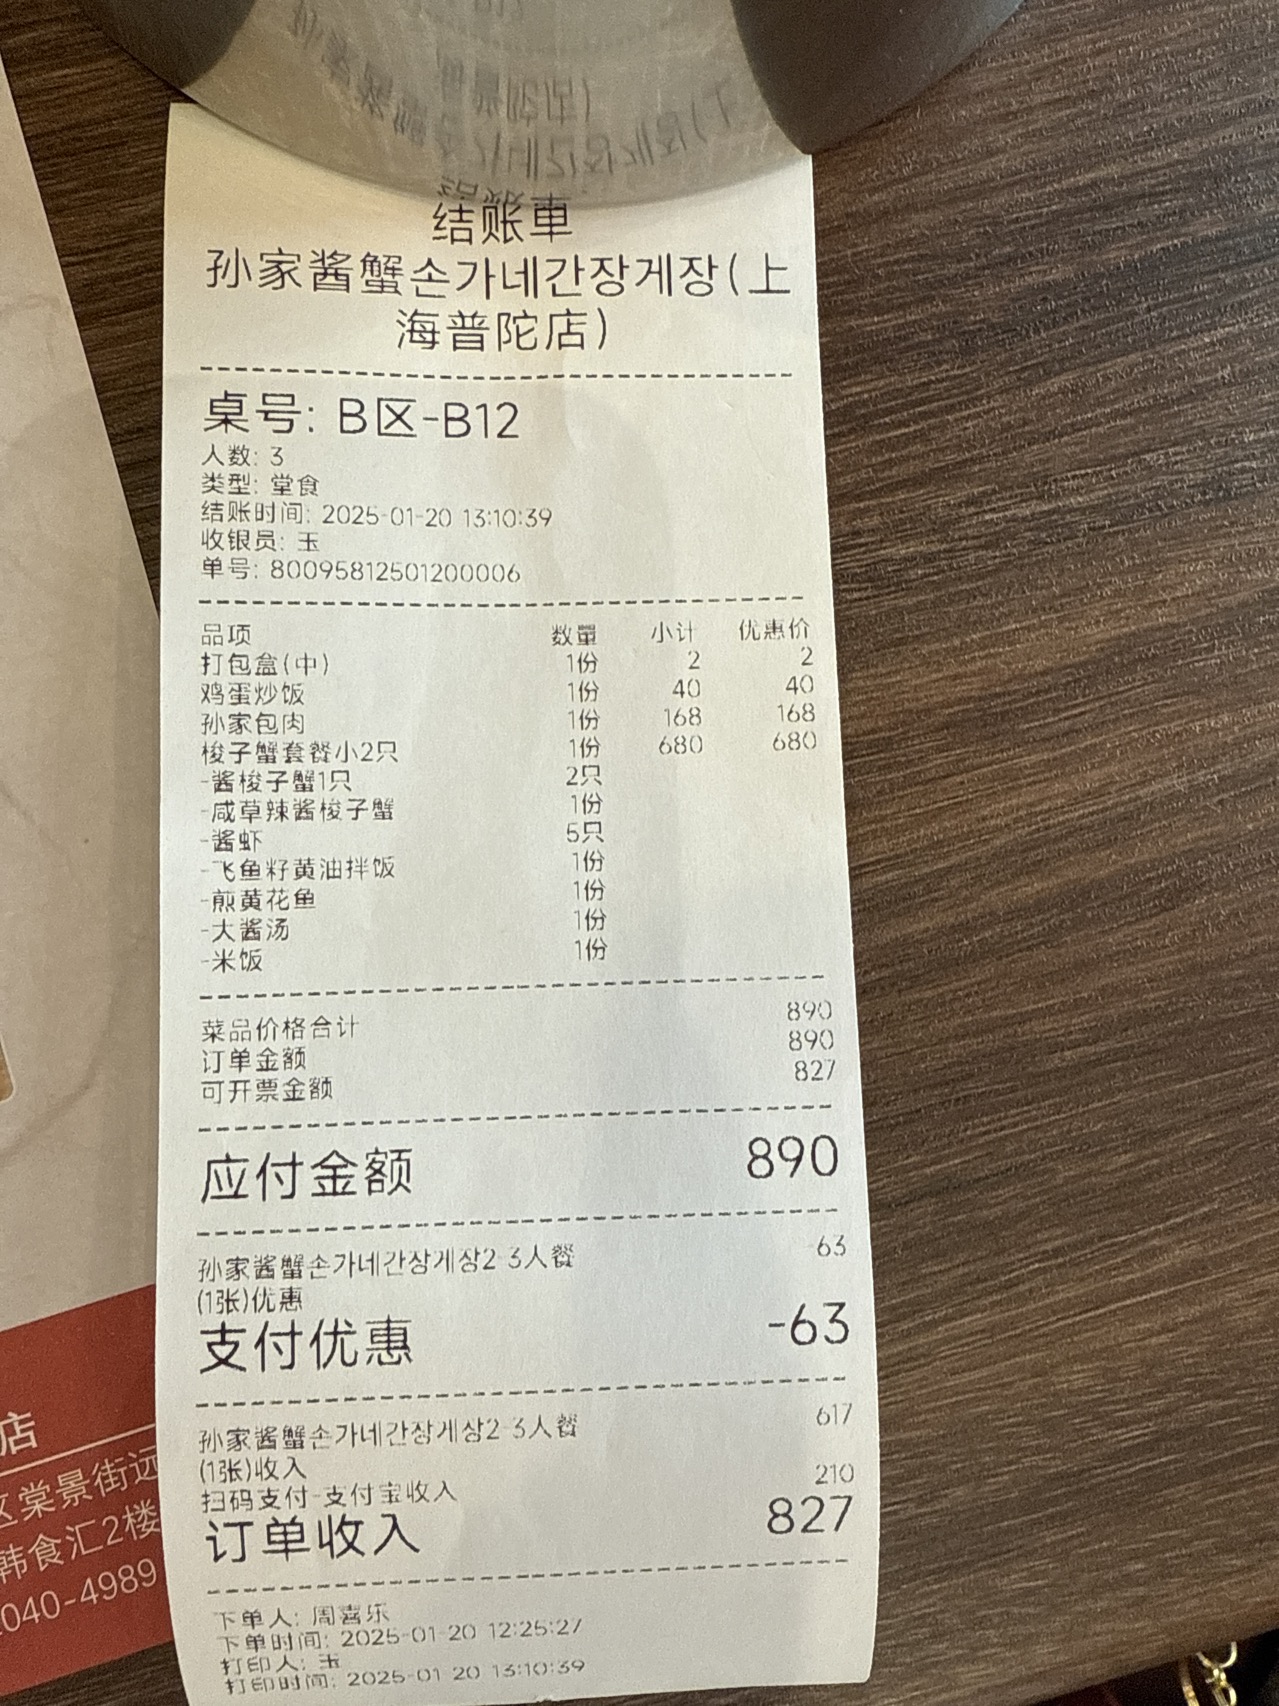 结账单
孙家酱蟹손가네간장게장(上
海普陀店)
桌号: B区-B12
人数: 3
类型: 堂食
结账时间: 2025-01-20 13:10:39
收银员: 玉
单号: 80095812501200006
品项 数量 小计 优惠价
打包盒(中) 1份 2 2
鸡蛋炒饭 1份 40 40
孙家包肉 1份 168 168
梭子蟹套餐小2只 1份 680 680
-酱梭子蟹1只 2只
-咸草辣酱梭子蟹 1份
-酱虾 5只
-飞鱼籽黄油拌饭 1份
-煎黄花鱼 1份
-大酱汤 1份
-米饭 1份
菜品价格合计 890
订单金额 890
可开票金额 827
应付金额 890
孙家酱蟹손가네간장게장2-3人餐 -63
(1张)优惠
支付优惠 -63
孙家酱蟹손가네간장게장2-3人餐 617
(1张)收入
扫码支付-支付宝收入 210
订单收入 827
下单人: 周喜乐
下单时间: 2025-01-20 12:25:27
打印人: 玉
打印时间: 2025-01-20 13:10:39
店
区棠景街远
韩食汇2楼
040-4989